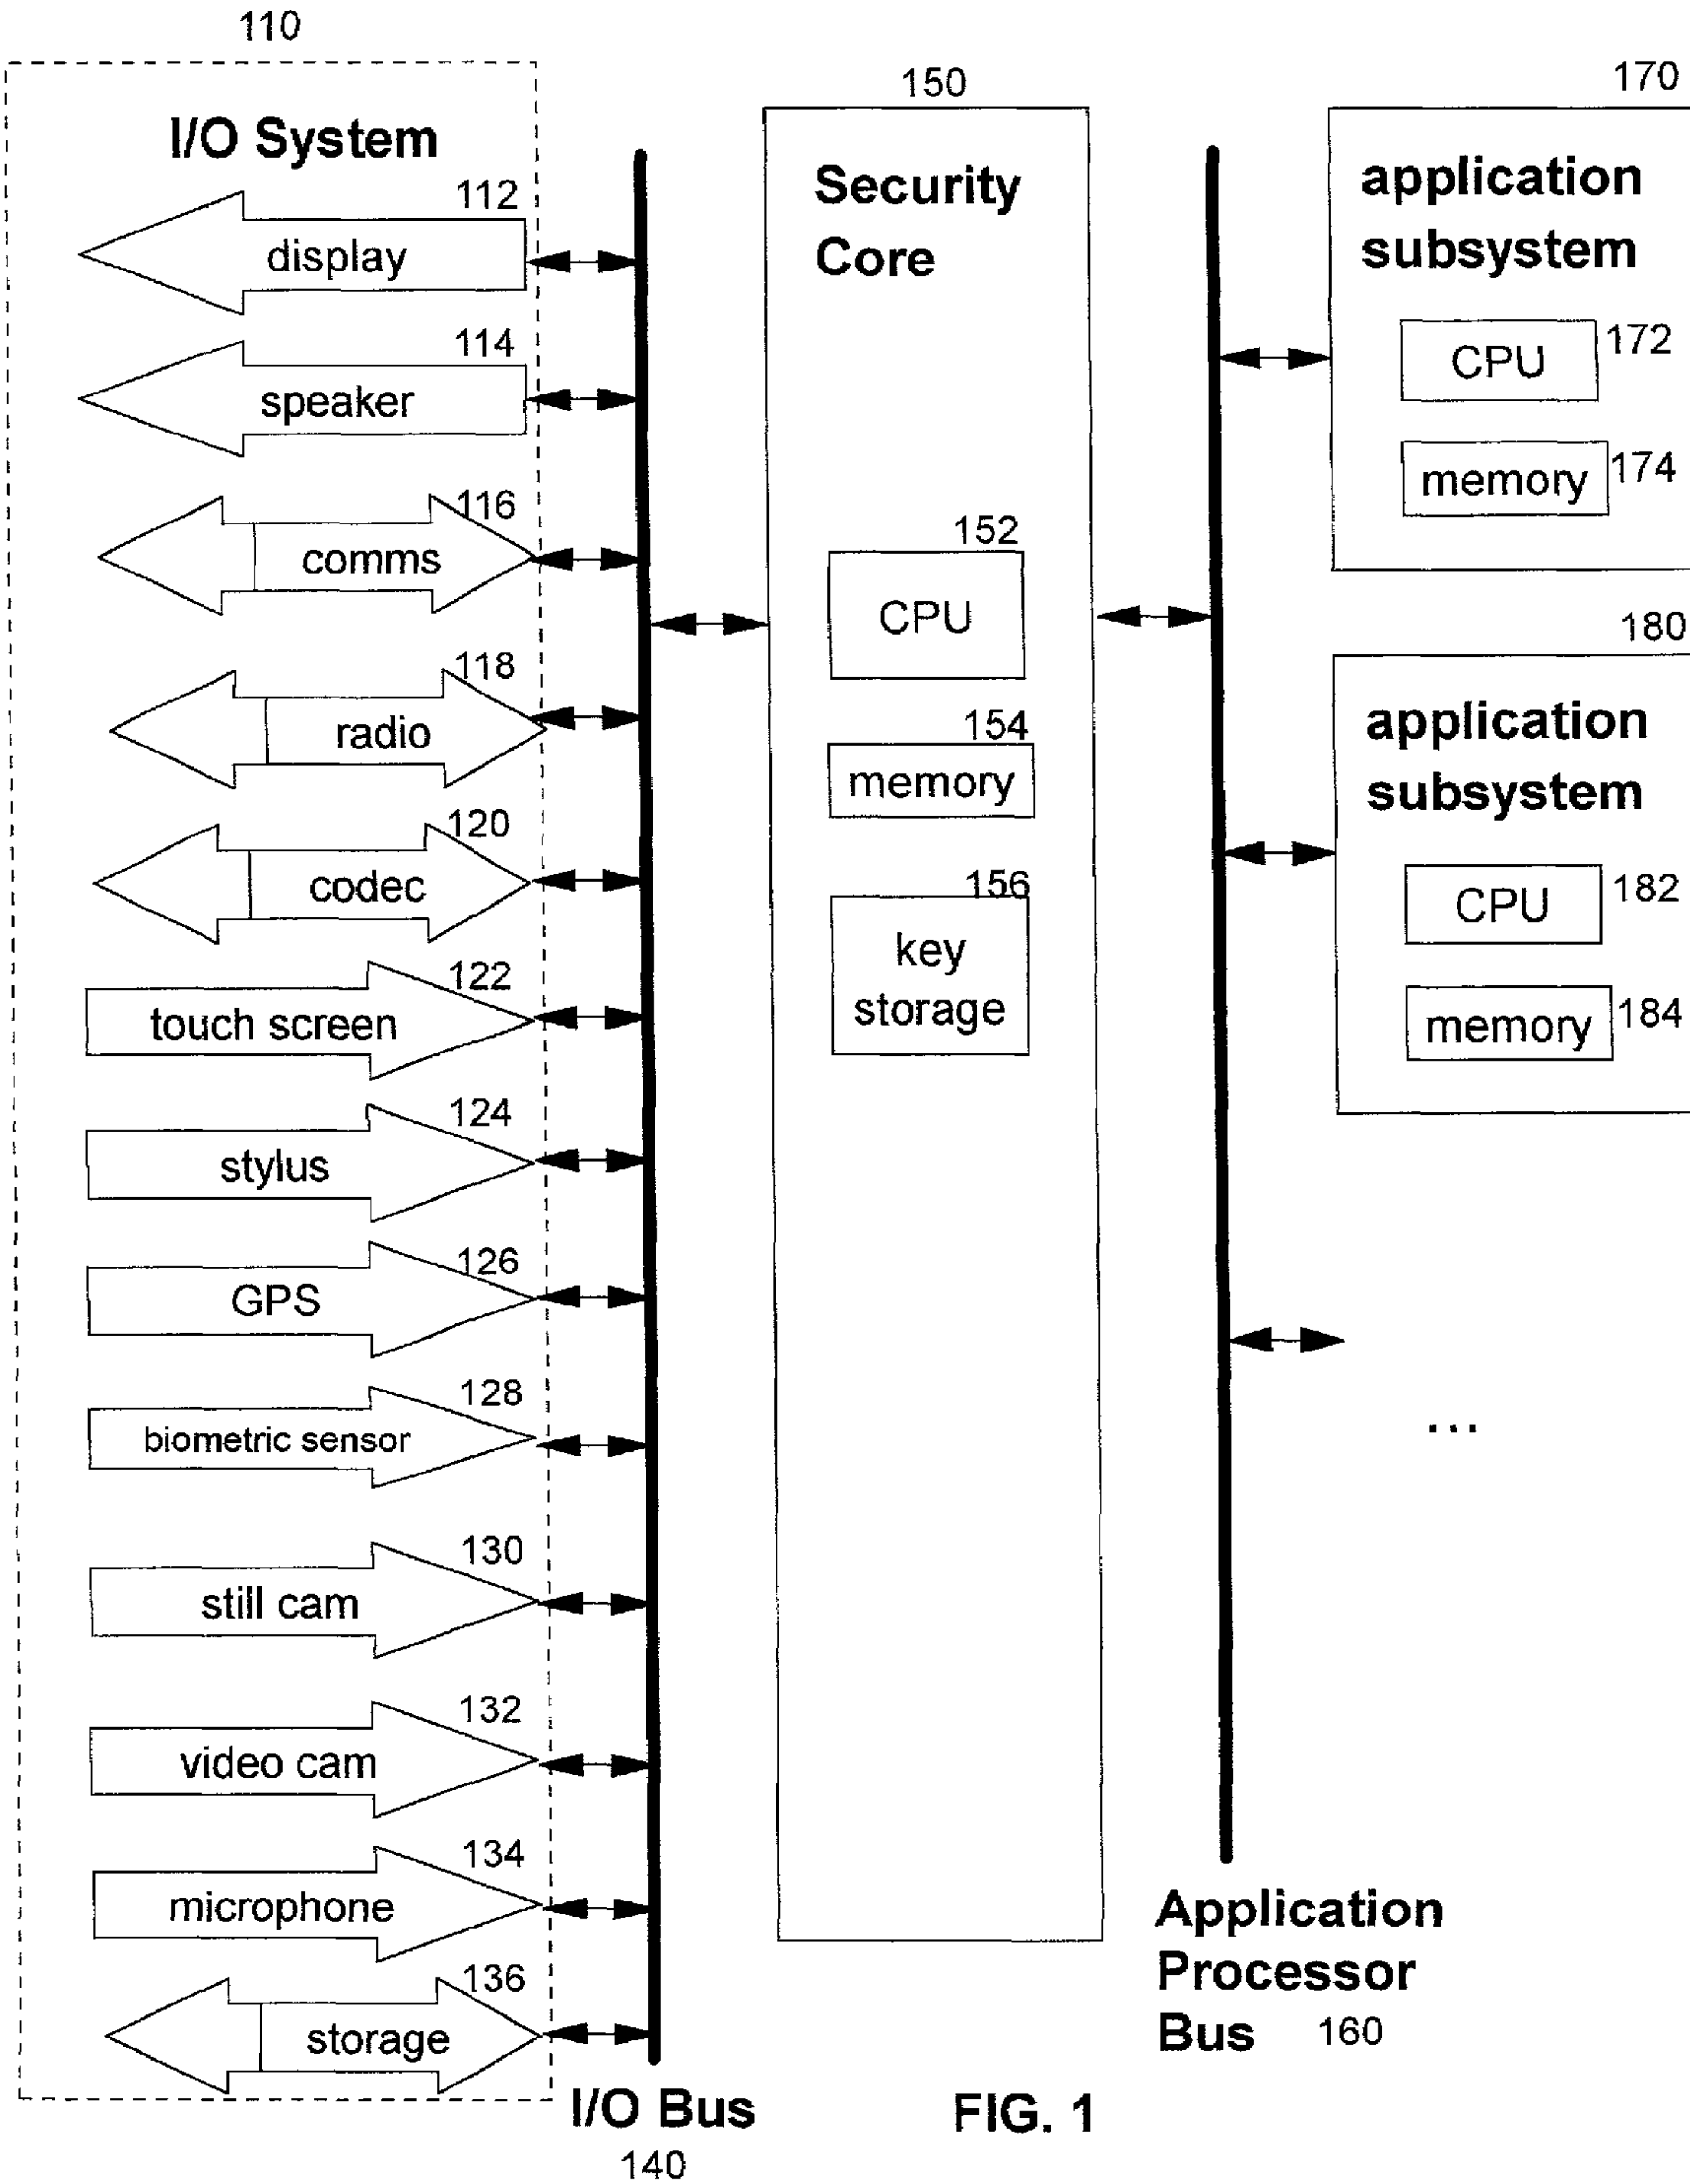 110
I/O System
112
display
114
speaker
116
comms
118
radio
120
codec
122
touch screen
124
stylus
126
GPS
128
biometric sensor
130
still cam
132
video cam
134
microphone
136
storage
I/O Bus
140
150
Security
Core
152
CPU
154
memory
156
key
storage
Application
Processor
Bus 160
170
application
subsystem
CPU 172
memory 174
180
application
subsystem
CPU 182
memory 184
...
FIG. 1